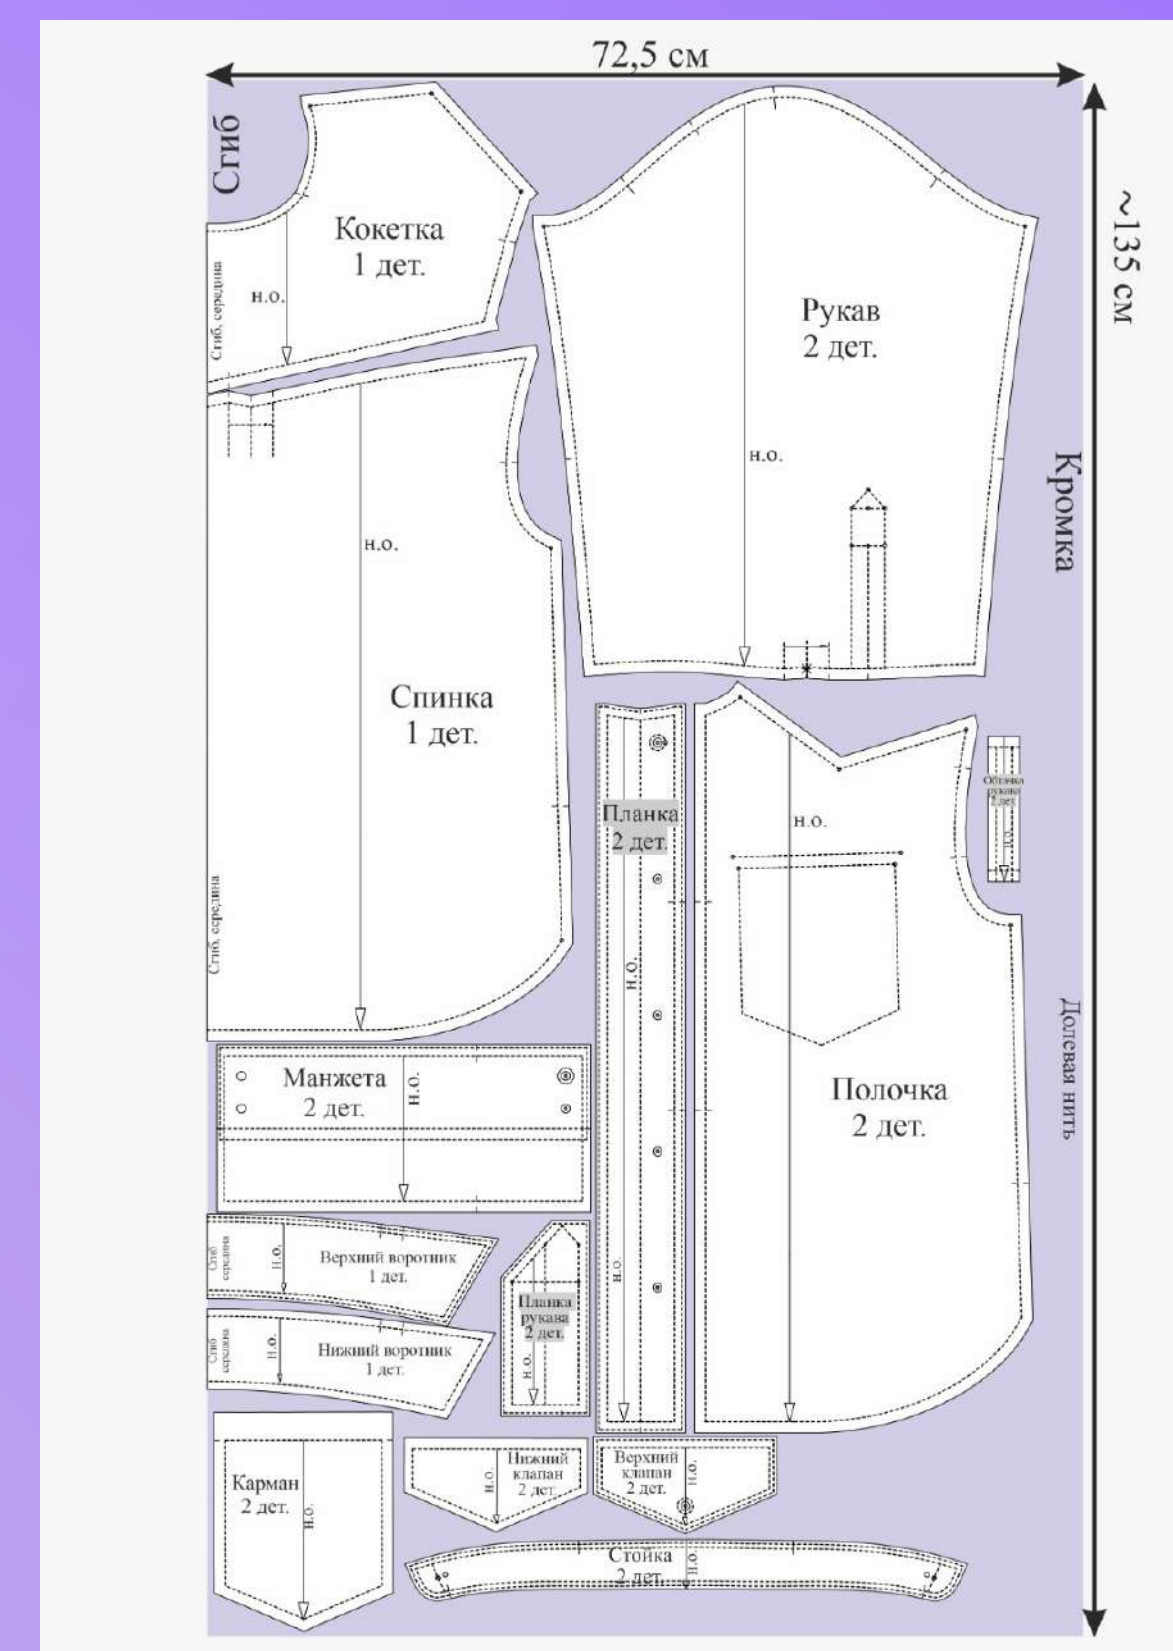 72,5 см
Сгиб
~135 см
Кокетка
1 дет.
Сгиб, середина
н.о.
Рукав
2 дет.
н.о.
Кромка
н.о.
Спинка
1 дет.
Сгиб, середина
Планка
2 дет.
н.о.
н.о.
н.о.
Обтачка
рукава
2 дет.
н.о.
Полочка
2 дет.
Долевая нить
Манжета
2 дет.
н.о.
Сгиб
середина
н.о.
Верхний воротник
1 дет.
Сгиб
середина
н.о.
Нижний воротник
1 дет.
Планка
рукава
2 дет.
н.о.
Карман
2 дет.
н.о.
Нижний
клапан
2 дет.
н.о.
Верхний
клапан
2 дет.
н.о.
Стойка
2 дет.
н.о.